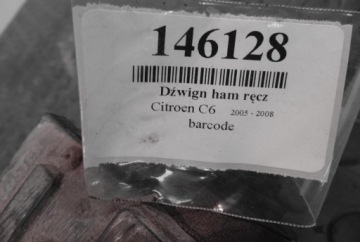 146128
Dźwign ham ręcz
Citroen C6 2005 - 2008
barcode